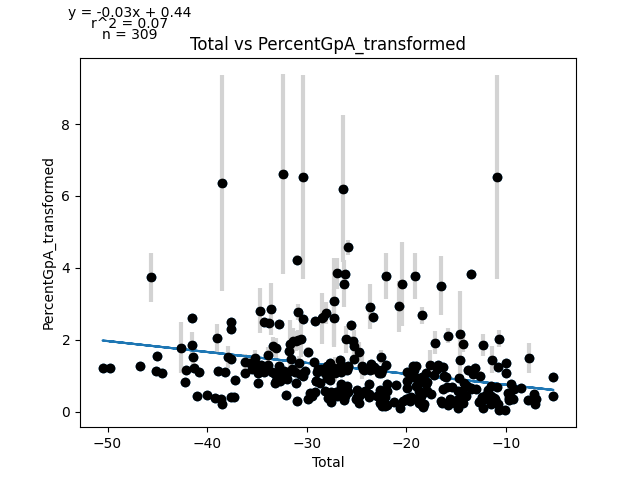 y = -0.03x + 0.44
r^2 = 0.07
n = 309
Total vs PercentGpA_transformed
PercentGpA_transformed
8
6
4
2
0
−50 −40 −30 −20 −10
Total